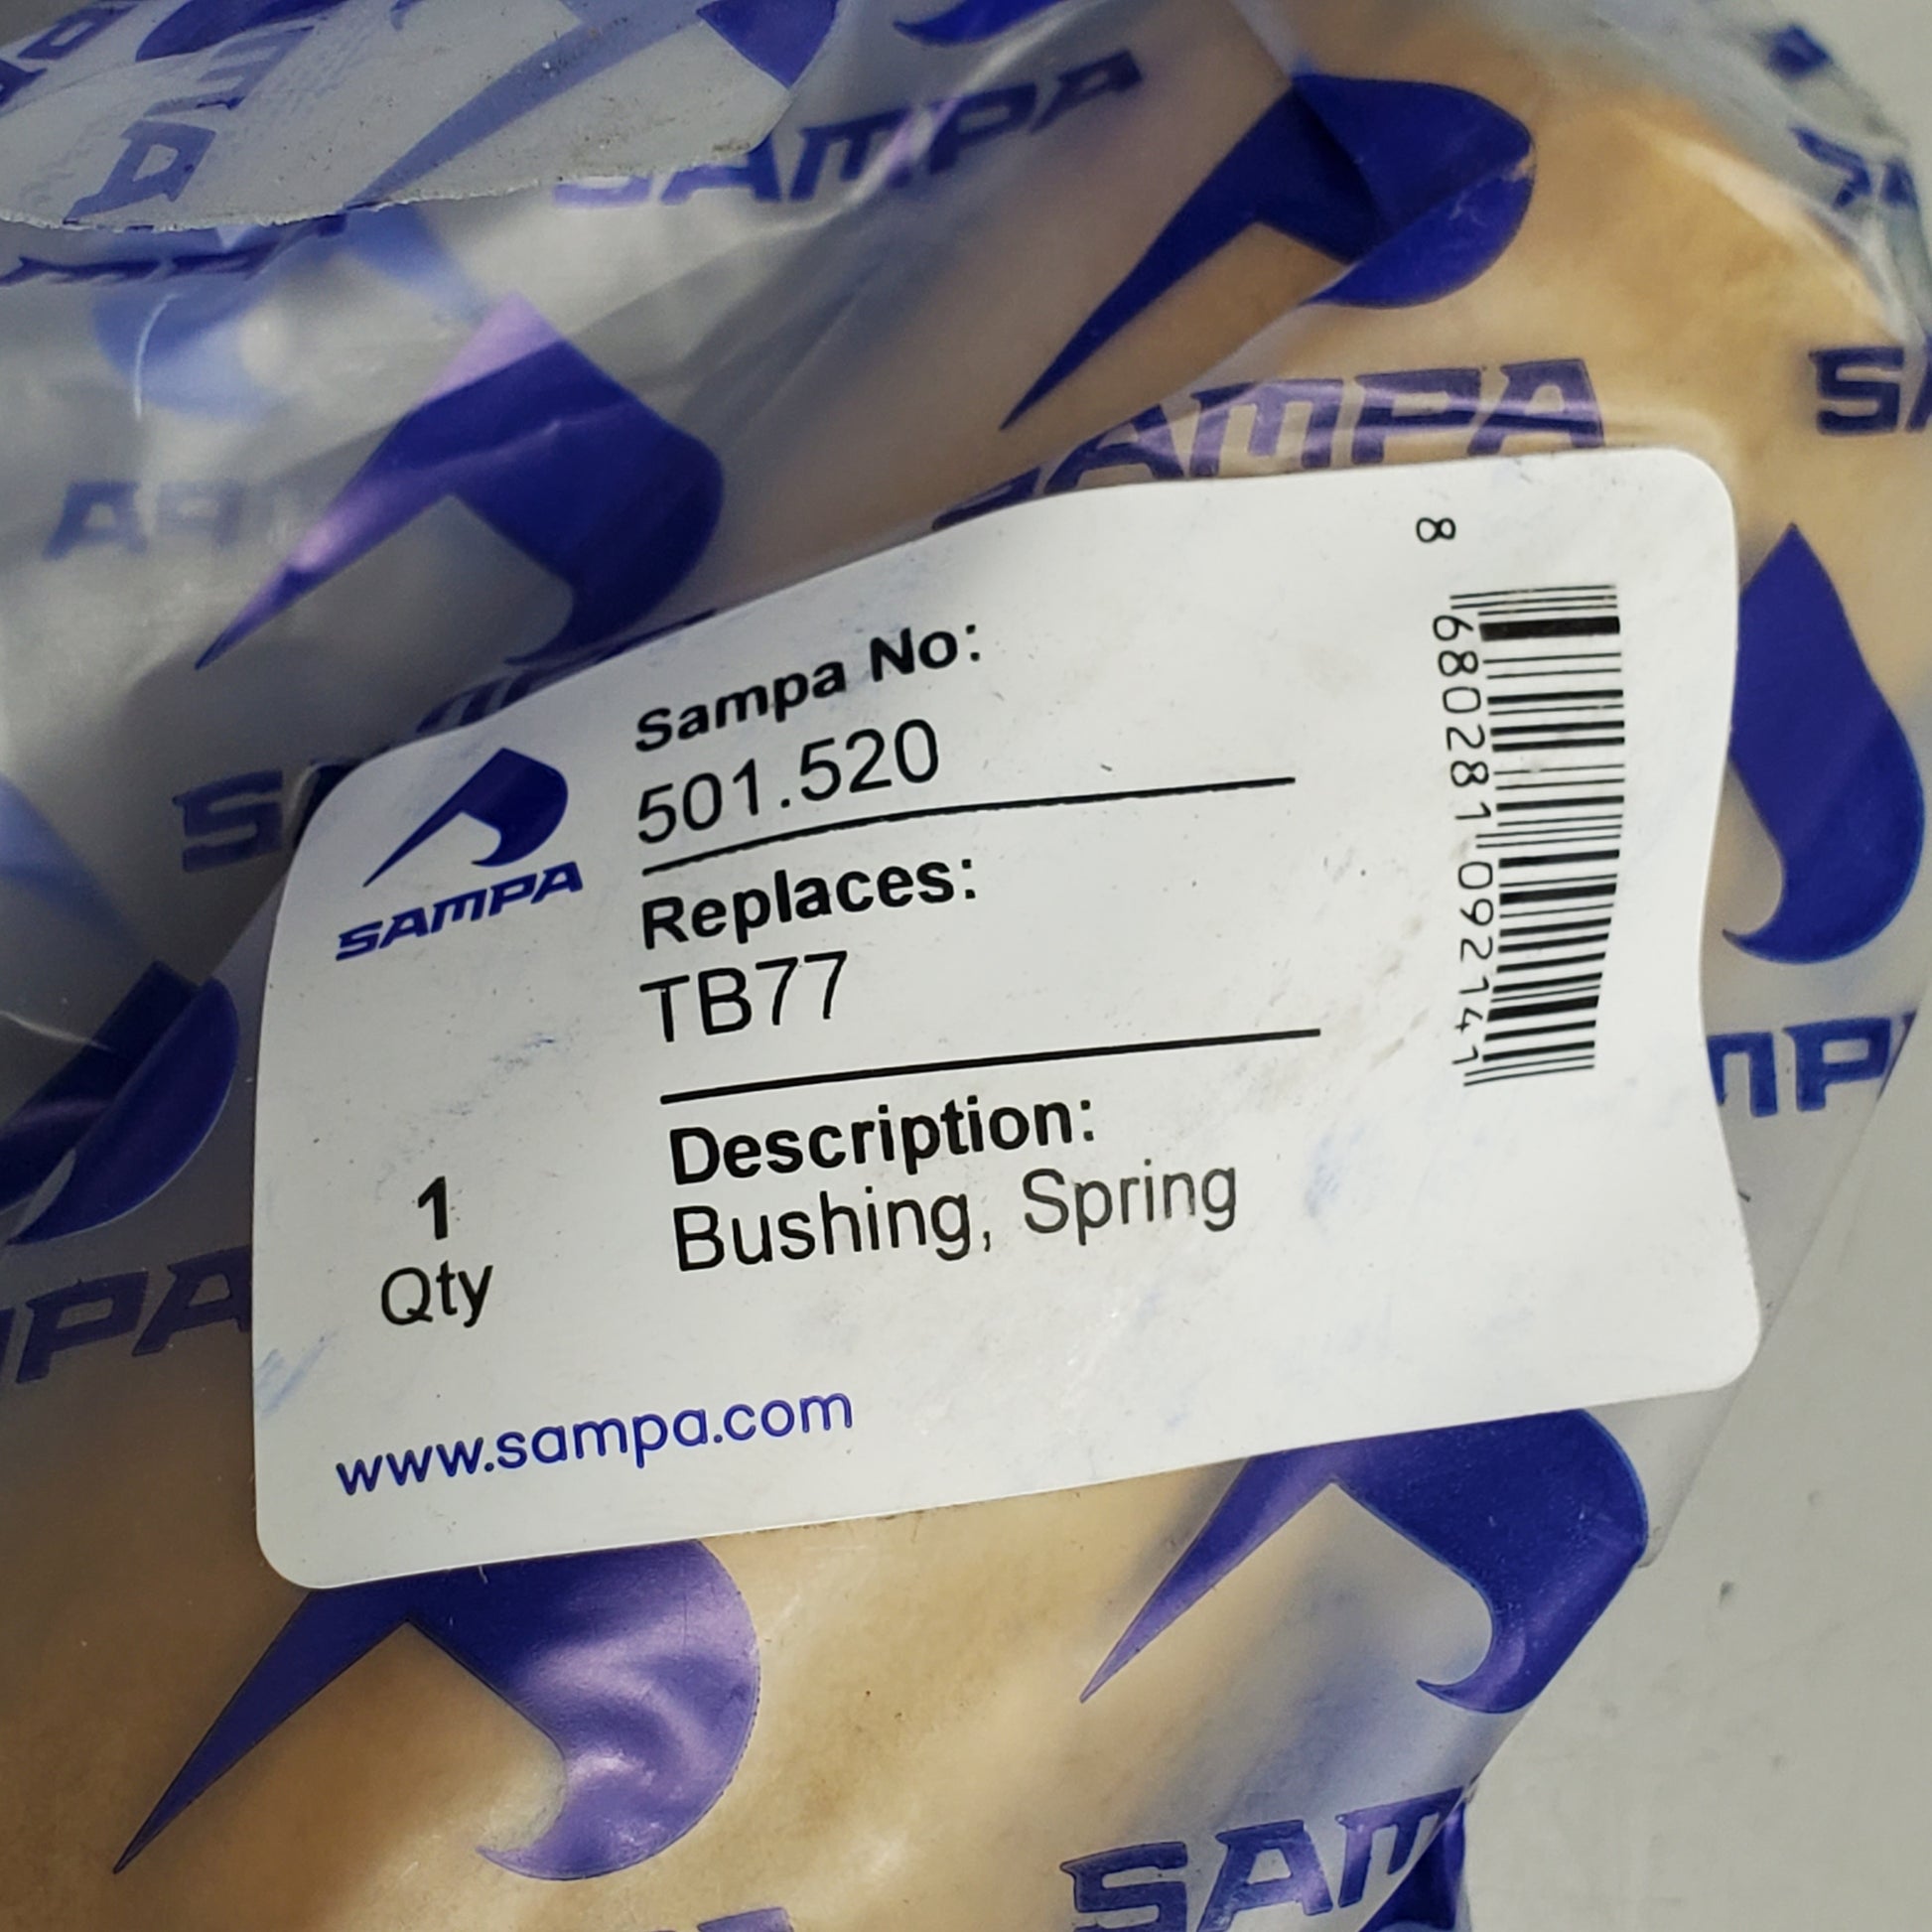 SAMPA
SAMPA
SAMPA
Sampa No:
501.520
Replaces:
TB77
Description:
Bushing, Spring
1
Qty
www.sampa.com
8 680281 092141
SAMPA